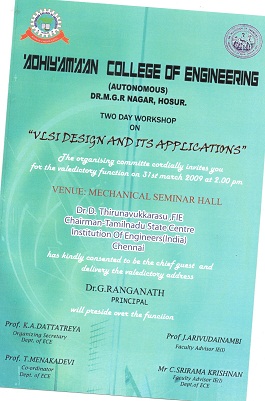 'ADHIYAMAAN COLLEGE OF ENGINEERING
(AUTONOMOUS)
DR.M.G.R NAGAR, HOSUR.
TWO DAY WORKSHOP
ON
"VLSI DESIGN AND ITS APPLICATIONS"
The organising committe cordially invites you
for the valedictory function on 31st march 2009 at 2.00 pm
VENUE: MECHANICAL SEMINAR HALL
Dr D. Thirunavukkarasu ,FIE
Chairman-Tamilnadu State Centre
Institution Of Engineers(India)
Chennai
has kindly consented to be the chief guest and
delivery the valedictory address
Dr.G.RANGANATH
PRINCIPAL
will preside over the function
Prof. K.A.DATTATREYA
Organizing Secretary
Dept. of ECE
Prof J.ARIVUDAINAMBI
Faculty Advisor IE(I)
Prof. T.MENAKADEVI
Co-ordinator
Dept. of ECE
Mr C.SRIRAMA KRISHNAN
Faculty Advisor IE(I)
Dept. of ECE